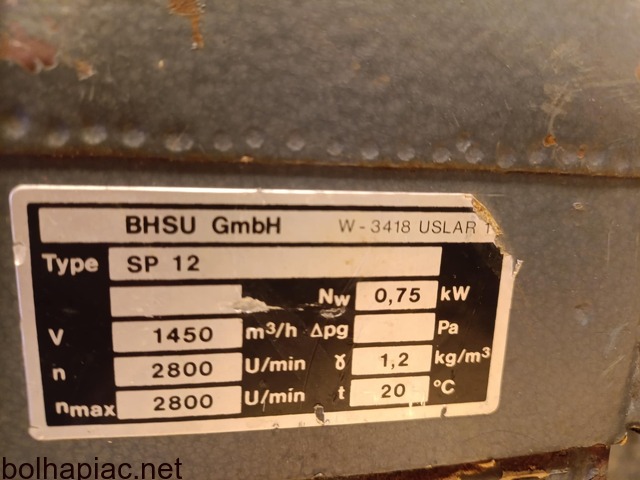 BHSU GmbH W-3418 USLAR 1
Type SP 12
Nw 0,75 kW
V 1450 m³/h Δpg Pa
n 2800 U/min ɣ 1,2 kg/m³
nmax 2800 U/min t 20 °C
bolhapiac.net